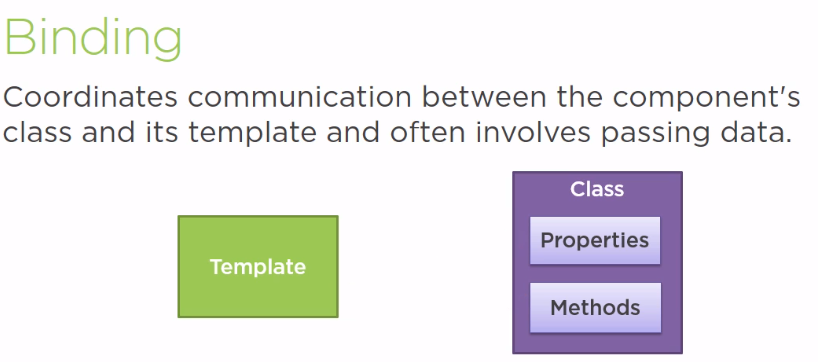 Binding
Coordinates communication between the component's
class and its template and often involves passing data.
Template
Class
Properties
Methods